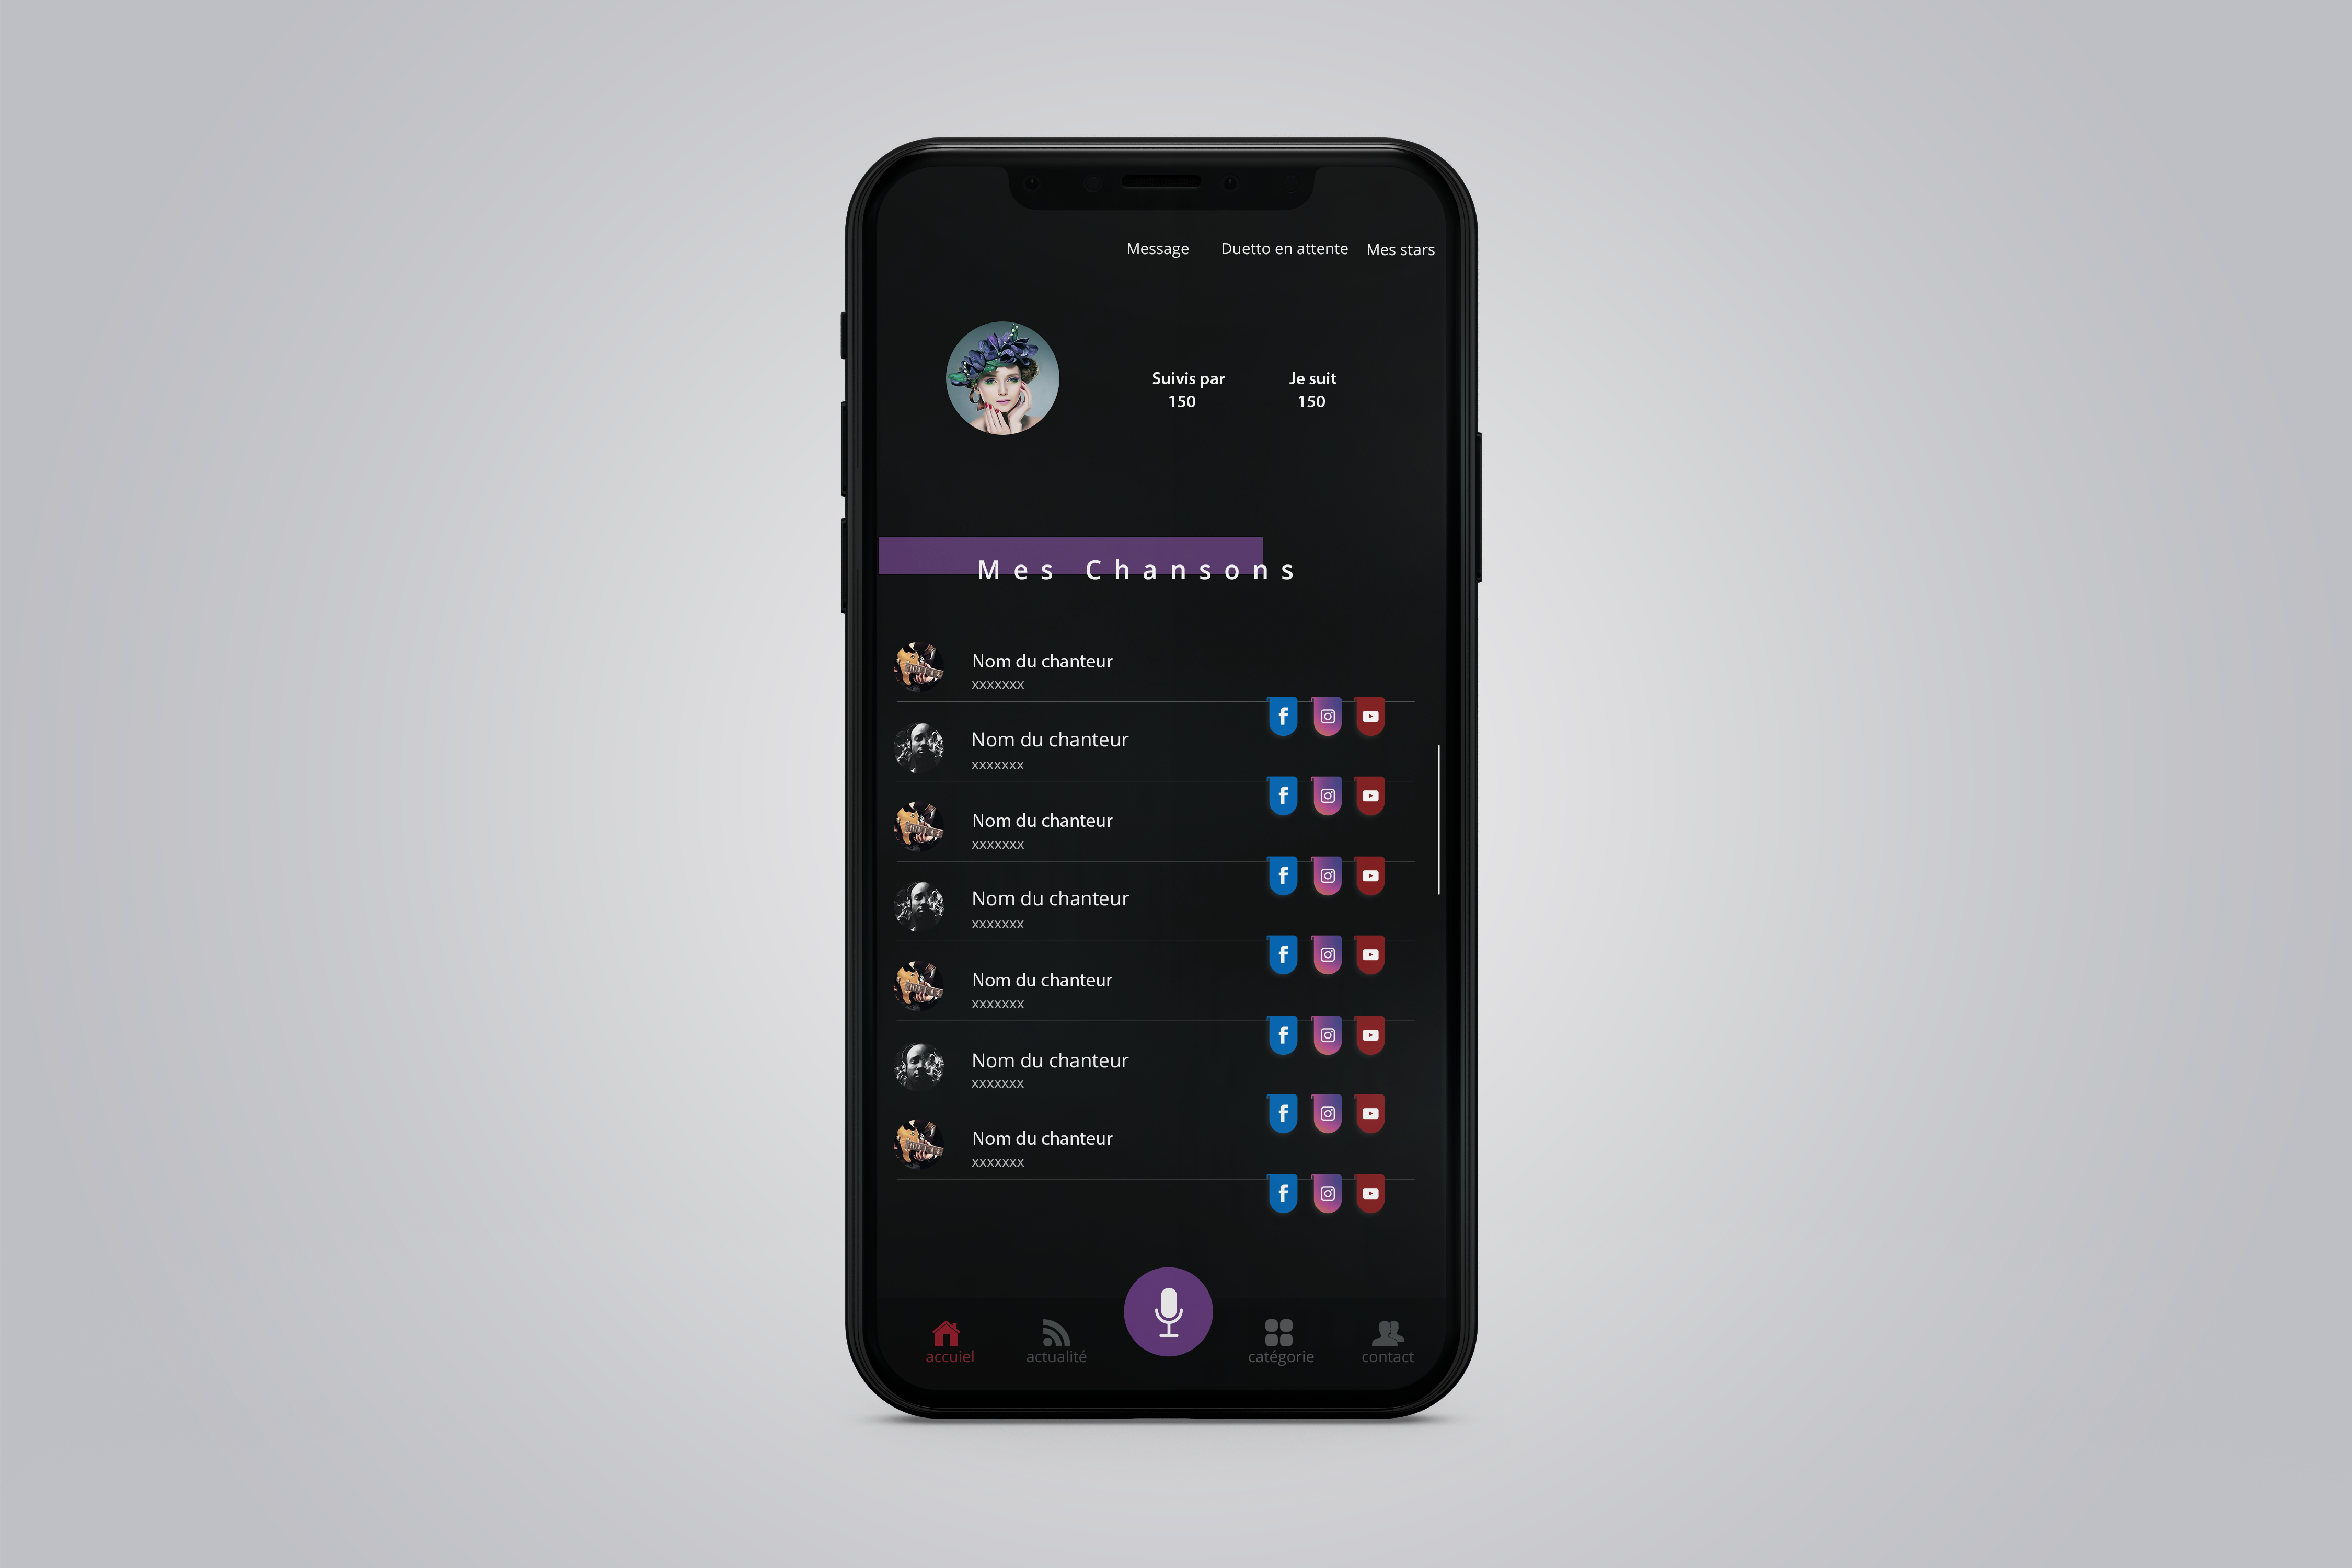 Message Duetto en attente Mes stars
Suivis par Je suit
150 150
Mes Chansons
Nom du chanteur
xxxxxxx
Nom du chanteur
xxxxxxx
Nom du chanteur
xxxxxxx
Nom du chanteur
xxxxxxx
Nom du chanteur
xxxxxxx
Nom du chanteur
xxxxxxx
Nom du chanteur
xxxxxxx
accuiel actualité catégorie contact